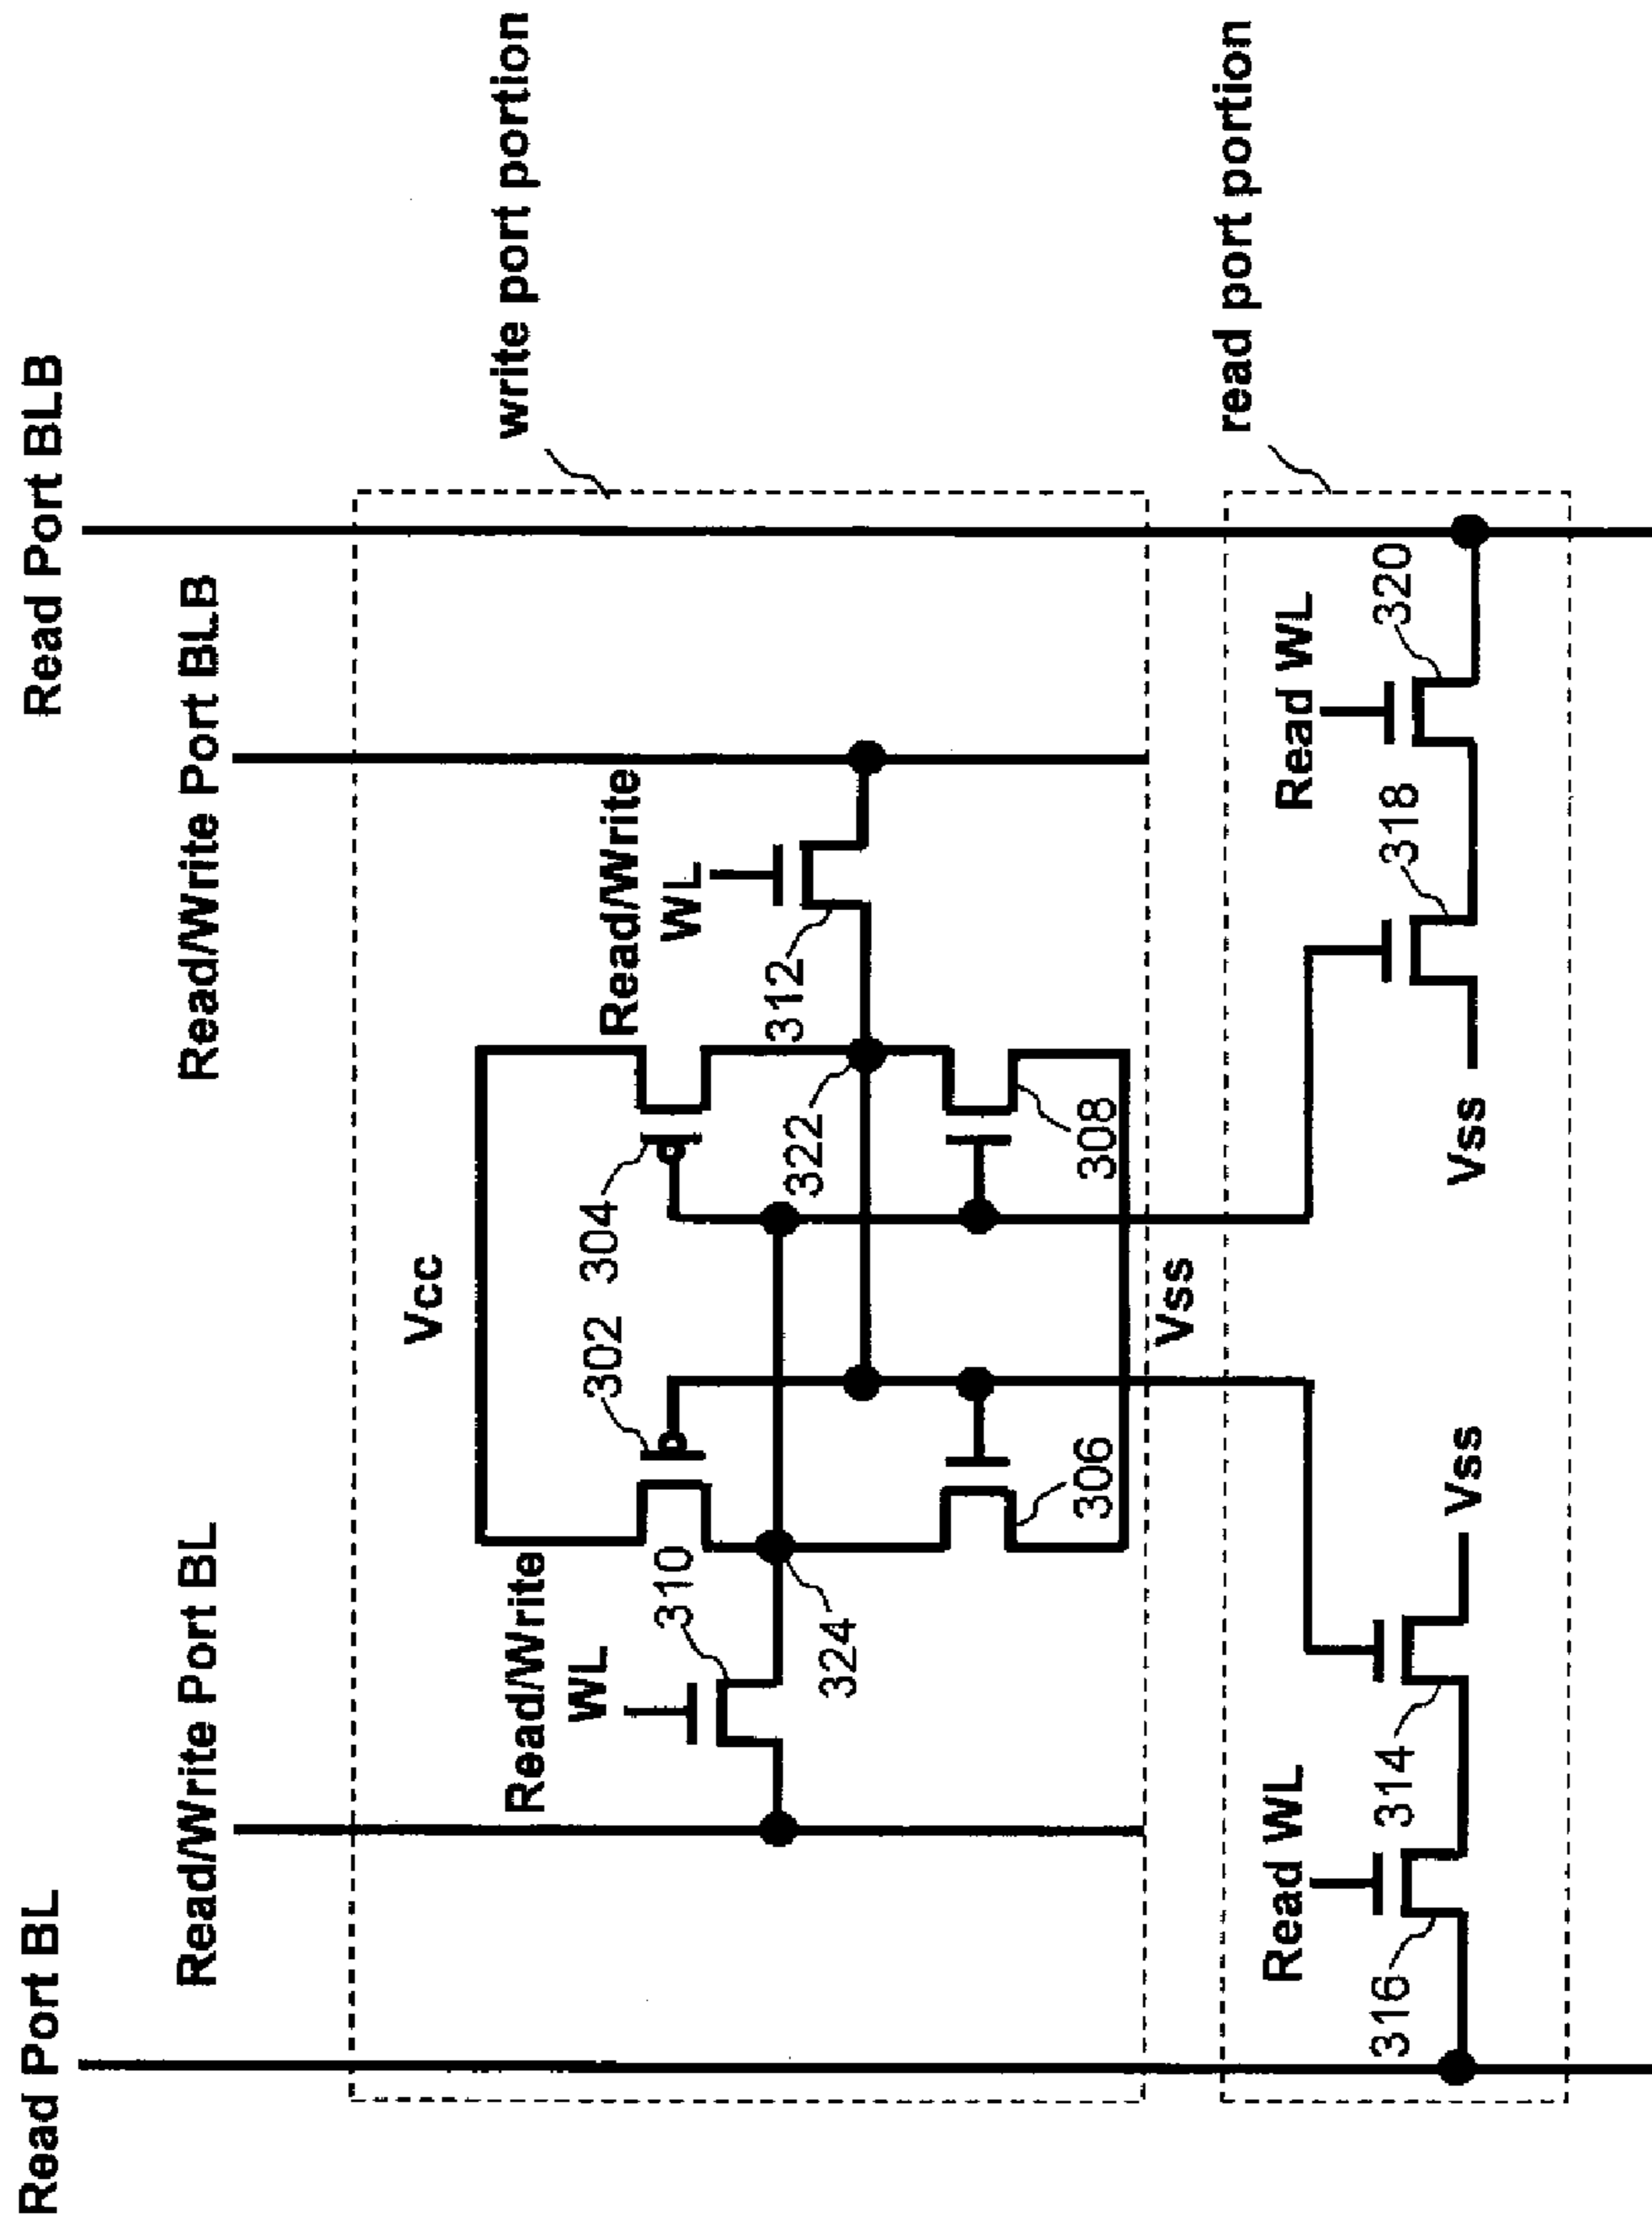 Read Port BL
Read Port BLB
Read/Write Port BL
Read/Write Port BLB
Vcc
write port portion
Read/Write
WL
310
302
304
Read/Write
WL
312
324
322
306
308
Vss
read port portion
Read WL
Read WL
316
314
Vss
Vss
318
320